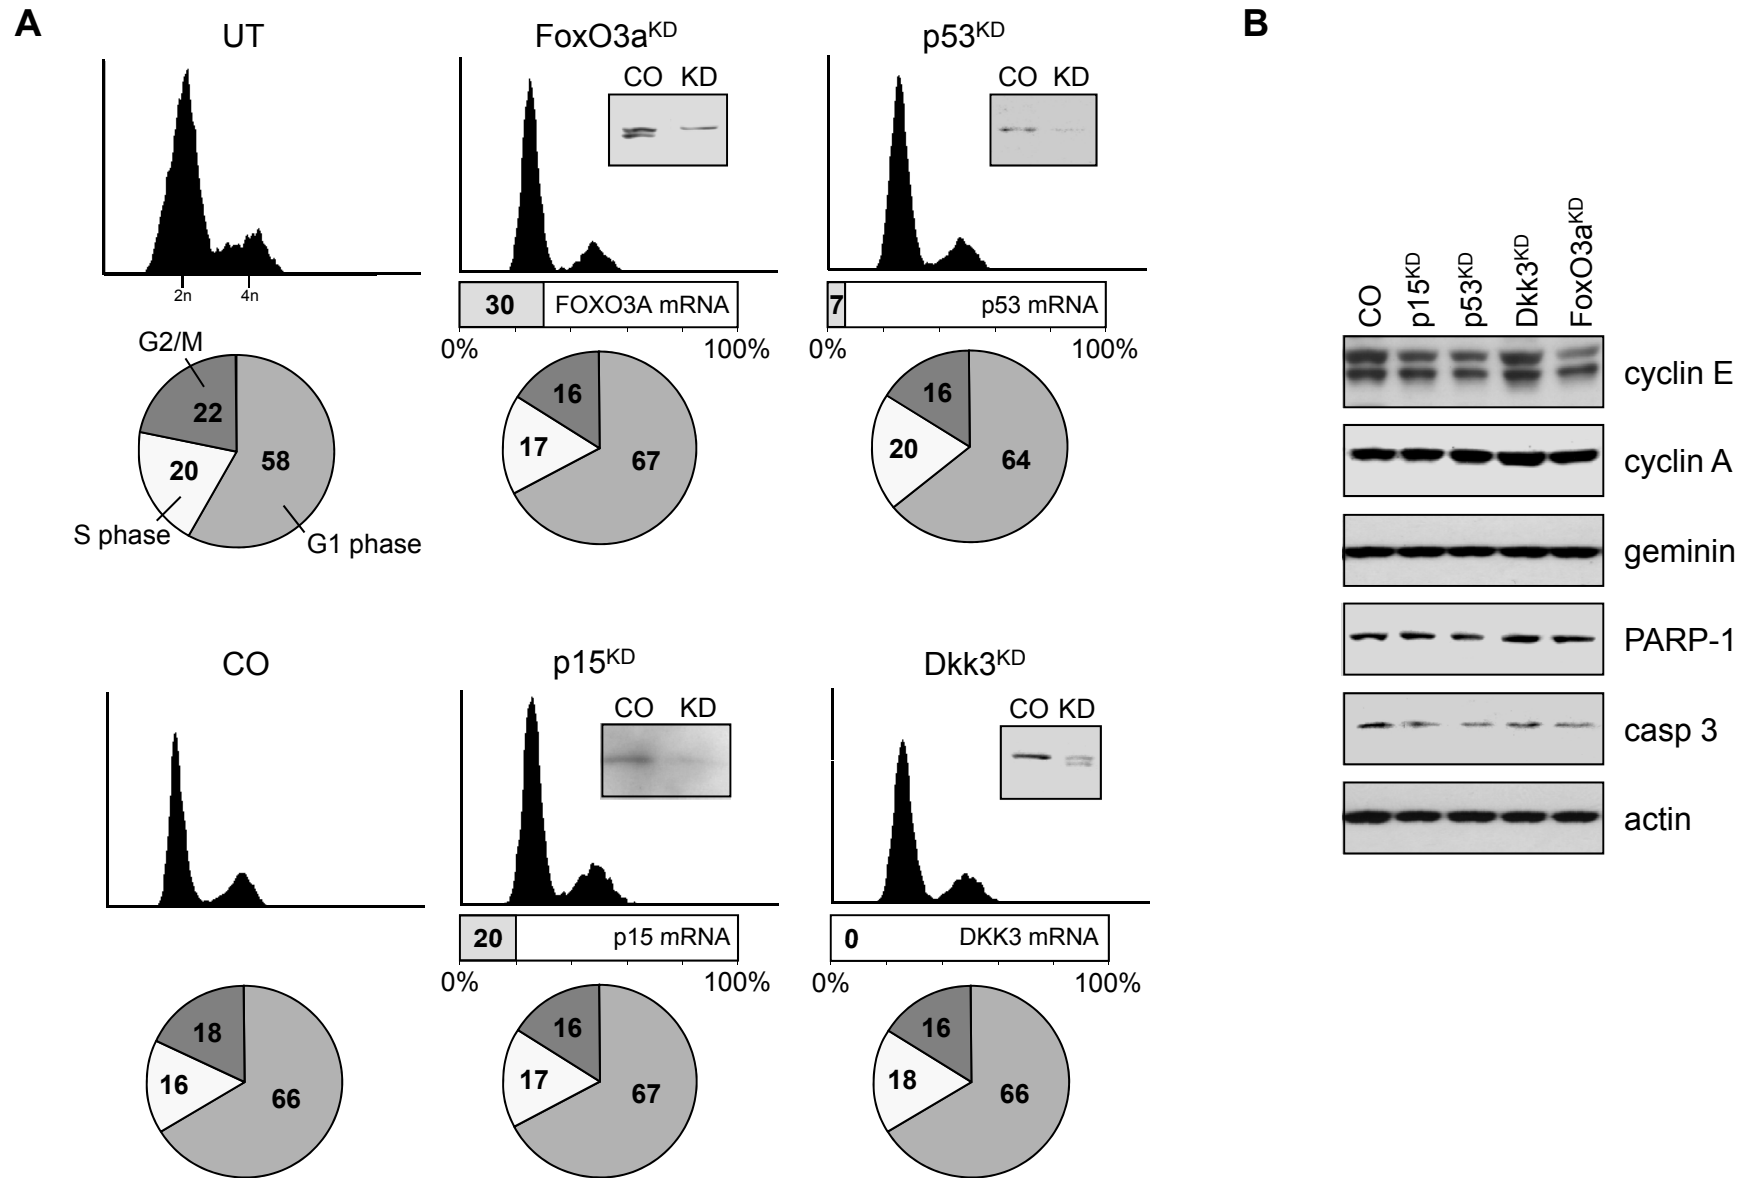 A
B
UT
FoxO3aKD
p53KD
CO KD
CO KD
2n 4n
30 FOXO3A mRNA
7 p53 mRNA
0% 100%
0% 100%
G2/M
22
20
58
S phase
G1 phase
16
17
67
16
20
64
CO
p15KD
Dkk3KD
CO KD
CO KD
20 p15 mRNA
0 DKK3 mRNA
0% 100%
0% 100%
18
16
66
16
17
67
16
18
66
CO
p15KD
p53KD
Dkk3KD
FoxO3aKD
cyclin E
cyclin A
geminin
PARP-1
casp 3
actin